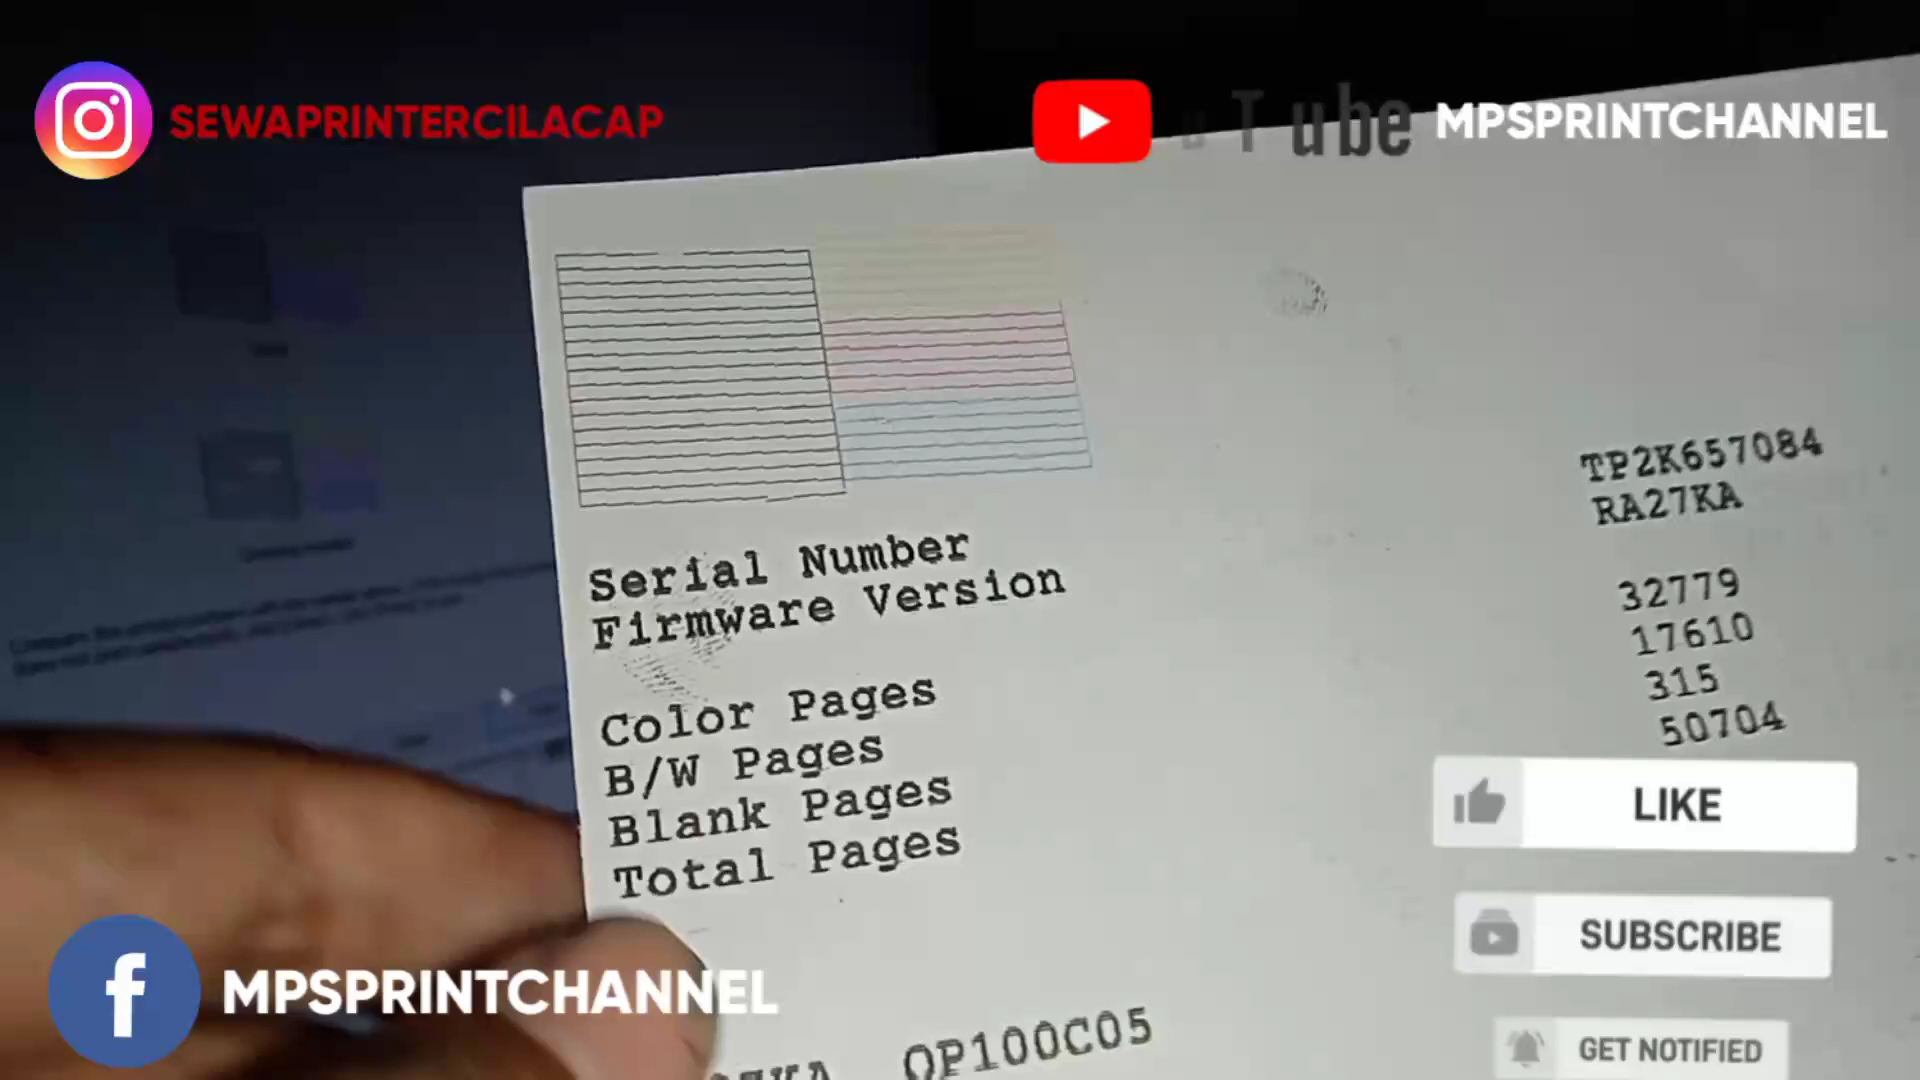 SEWAPRINTERCILACAP
Tube MPSPRINTCHANNEL
Serial Number TP2K657084
Firmware Version RA27KA
Color Pages 32779
B/W Pages 17610
Blank Pages 315
Total Pages 50704
LIKE
SUBSCRIBE
GET NOTIFIED
MPSPRINTCHANNEL
QP100C05